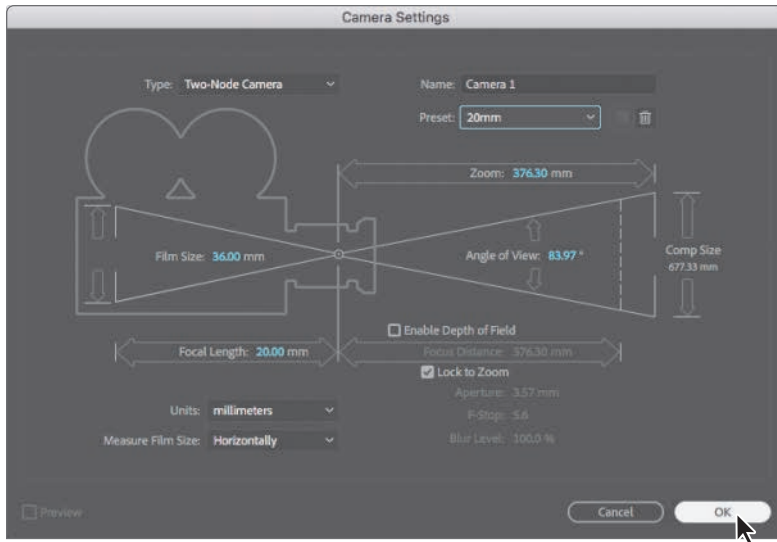 Camera Settings
Type: Two-Node Camera
Name: Camera 1
Preset: 20mm
Zoom: 376.30 mm
Film Size: 36.00 mm
Angle of View: 83.97 °
Comp Size
677.33 mm
Enable Depth of Field
Focal Length: 20.00 mm
Focus Distance: 376.30 mm
Lock to Zoom
Aperture: 3.57 mm
Units: millimeters
F-Stop: 5.6
Measure Film Size: Horizontally
Blur Level: 100.0 %
Preview
Cancel
OK